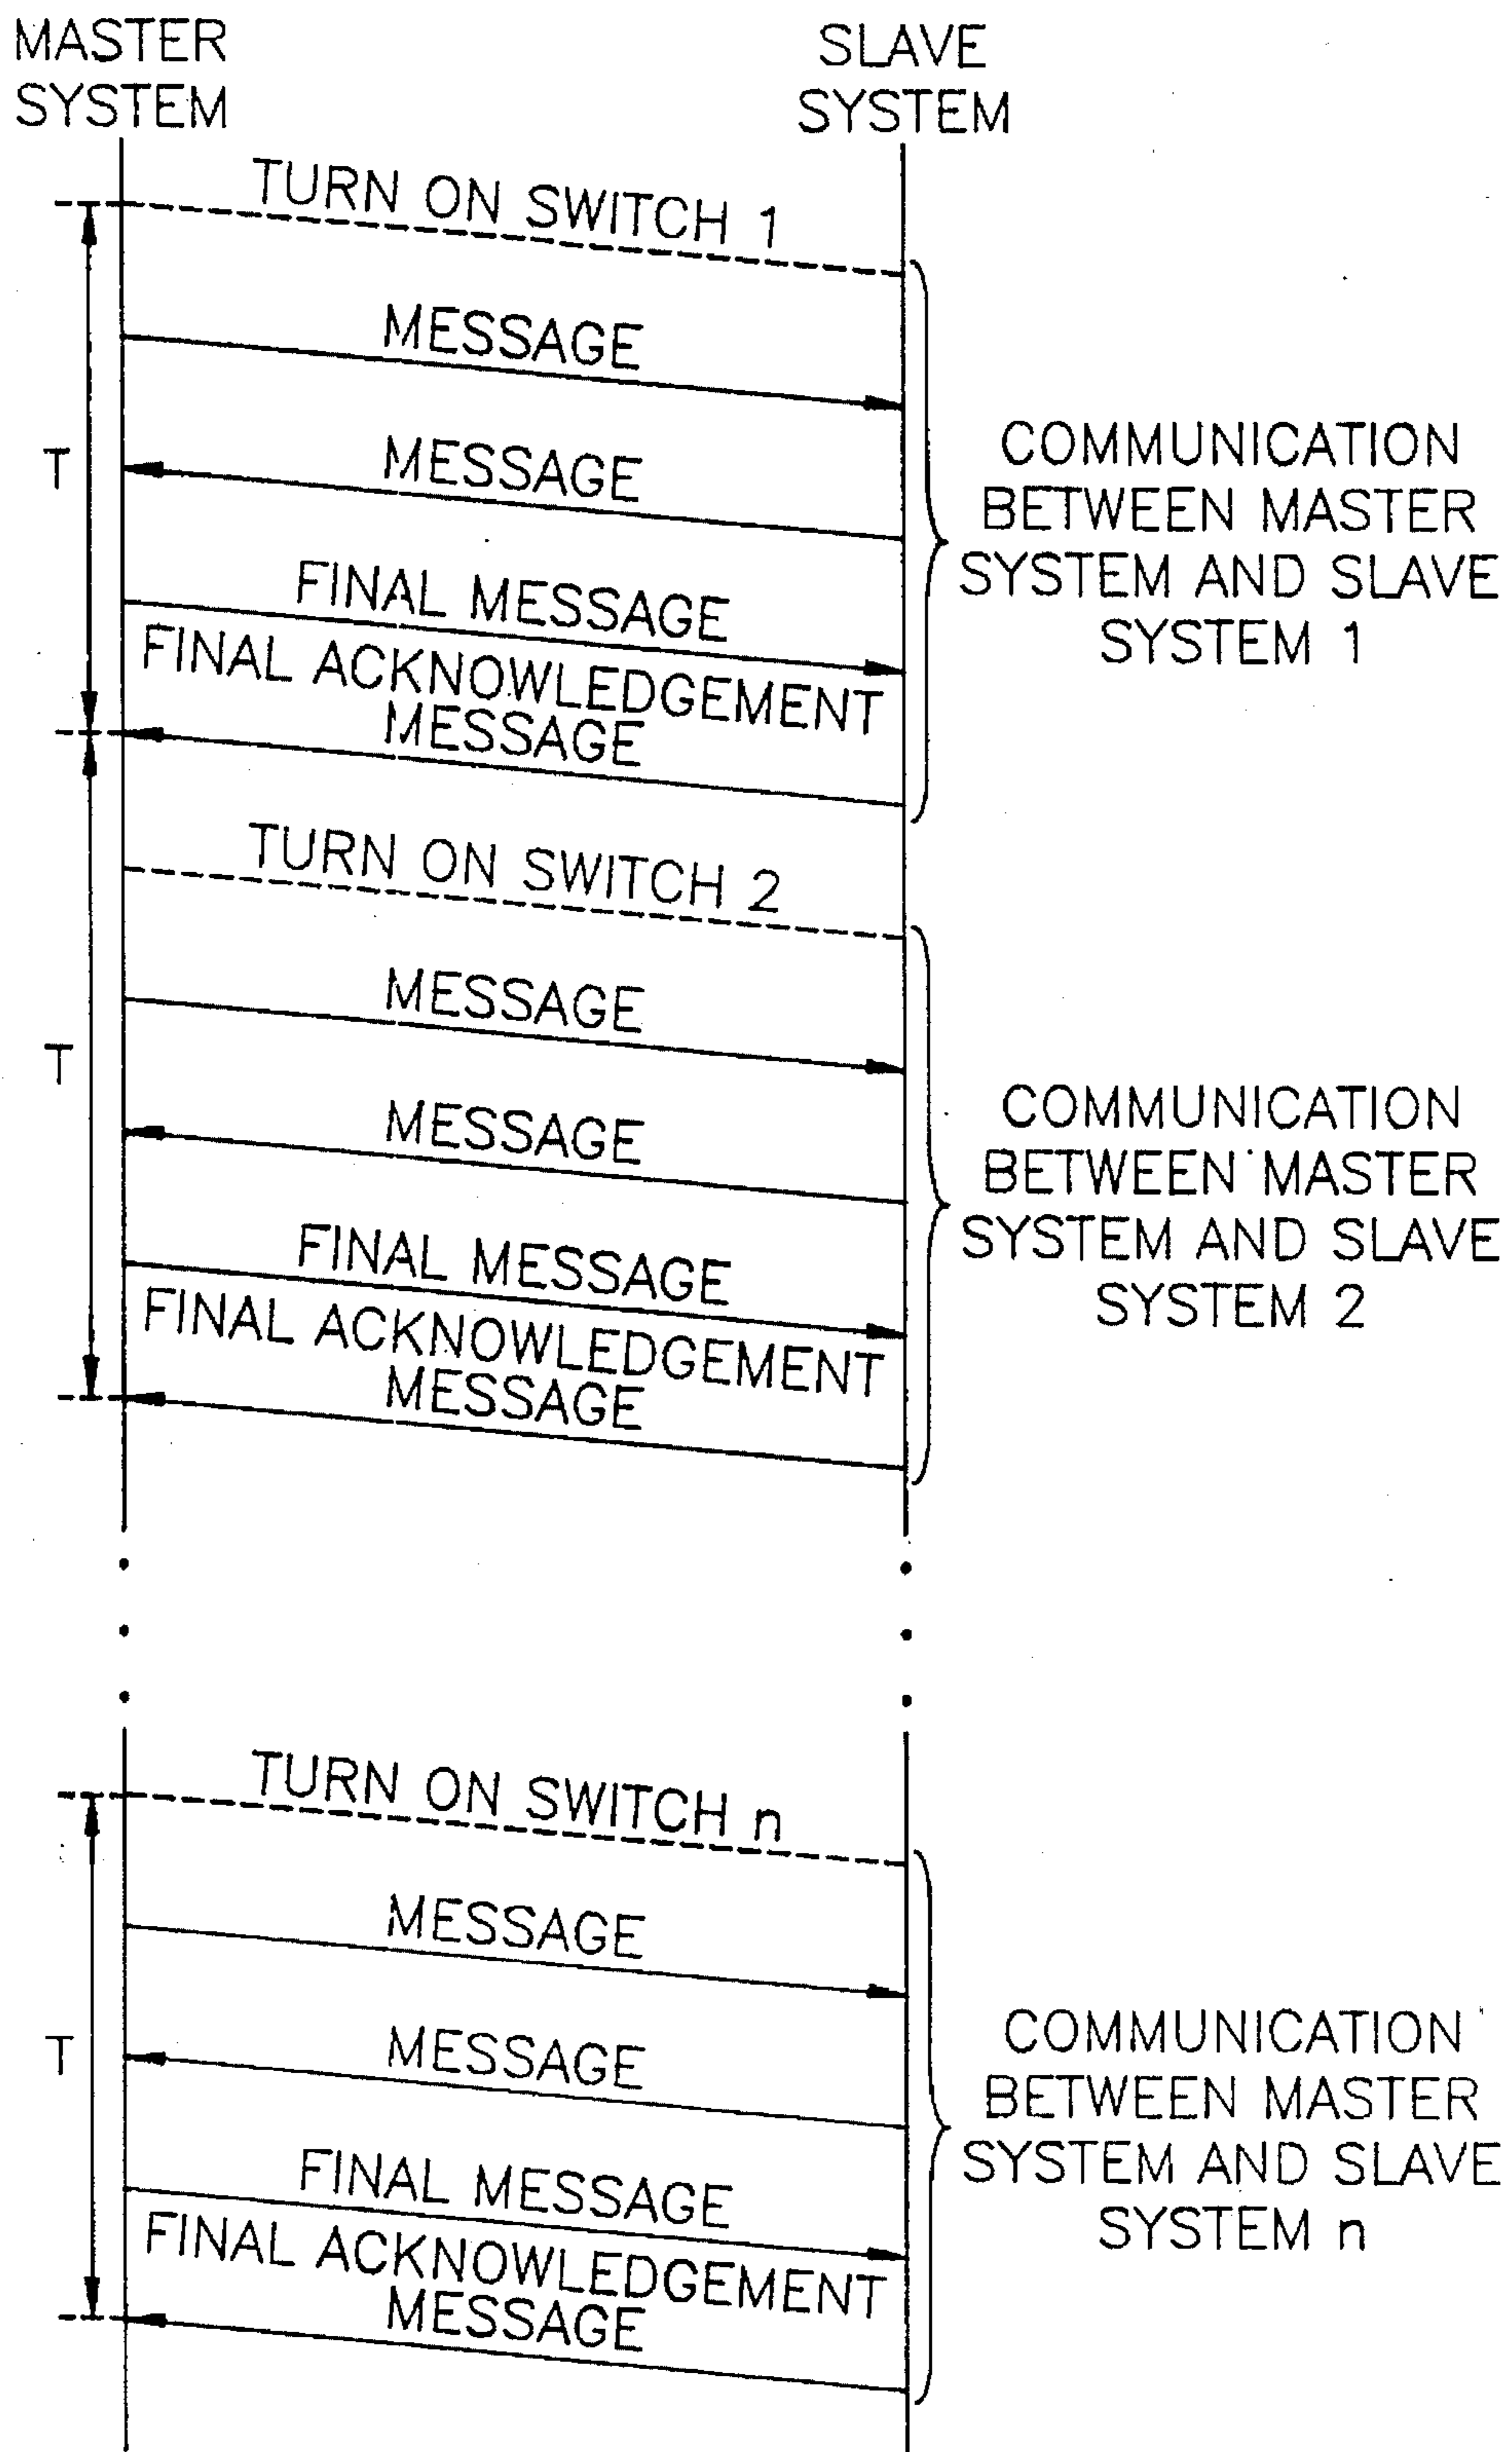 MASTER
SYSTEM
SLAVE
SYSTEM
TURN ON SWITCH 1
MESSAGE
MESSAGE
T
FINAL MESSAGE
FINAL ACKNOWLEDGEMENT
MESSAGE
COMMUNICATION
BETWEEN MASTER
SYSTEM AND SLAVE
SYSTEM 1
TURN ON SWITCH 2
MESSAGE
T
MESSAGE
FINAL MESSAGE
FINAL ACKNOWLEDGEMENT
MESSAGE
COMMUNICATION
BETWEEN MASTER
SYSTEM AND SLAVE
SYSTEM 2
TURN ON SWITCH n
MESSAGE
T
MESSAGE
FINAL MESSAGE
FINAL ACKNOWLEDGEMENT
MESSAGE
COMMUNICATION
BETWEEN MASTER
SYSTEM AND SLAVE
SYSTEM n